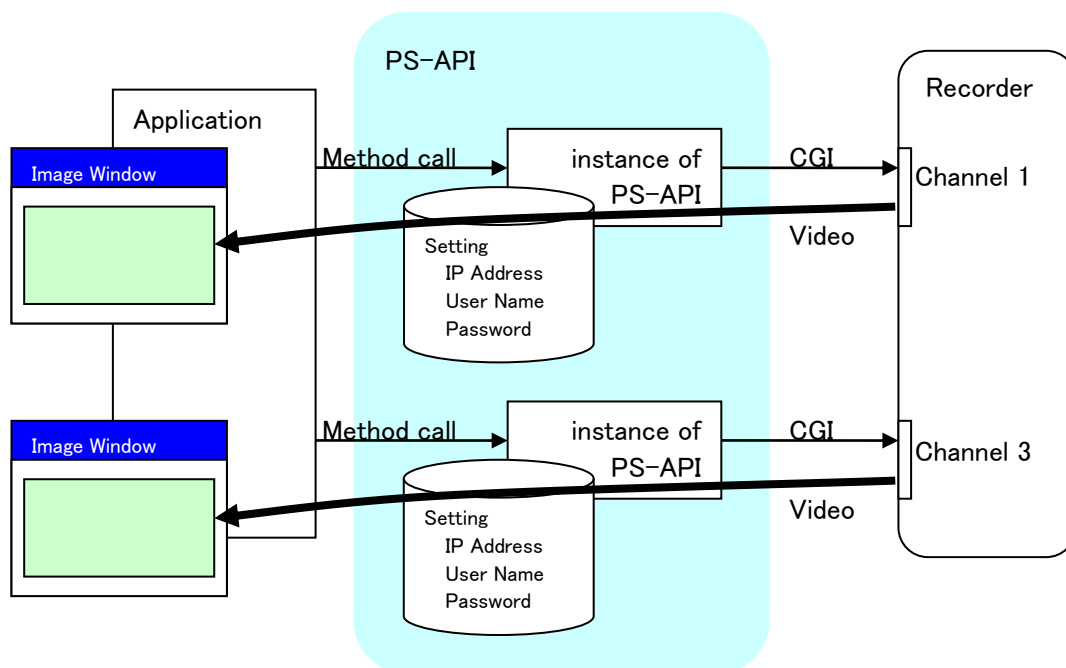 PS-API
Recorder
Application
Image Window
Method call
instance of
PS-API
CGI
Channel 1
Video
Setting
IP Address
User Name
Password
Image Window
Method call
instance of
PS-API
CGI
Channel 3
Video
Setting
IP Address
User Name
Password